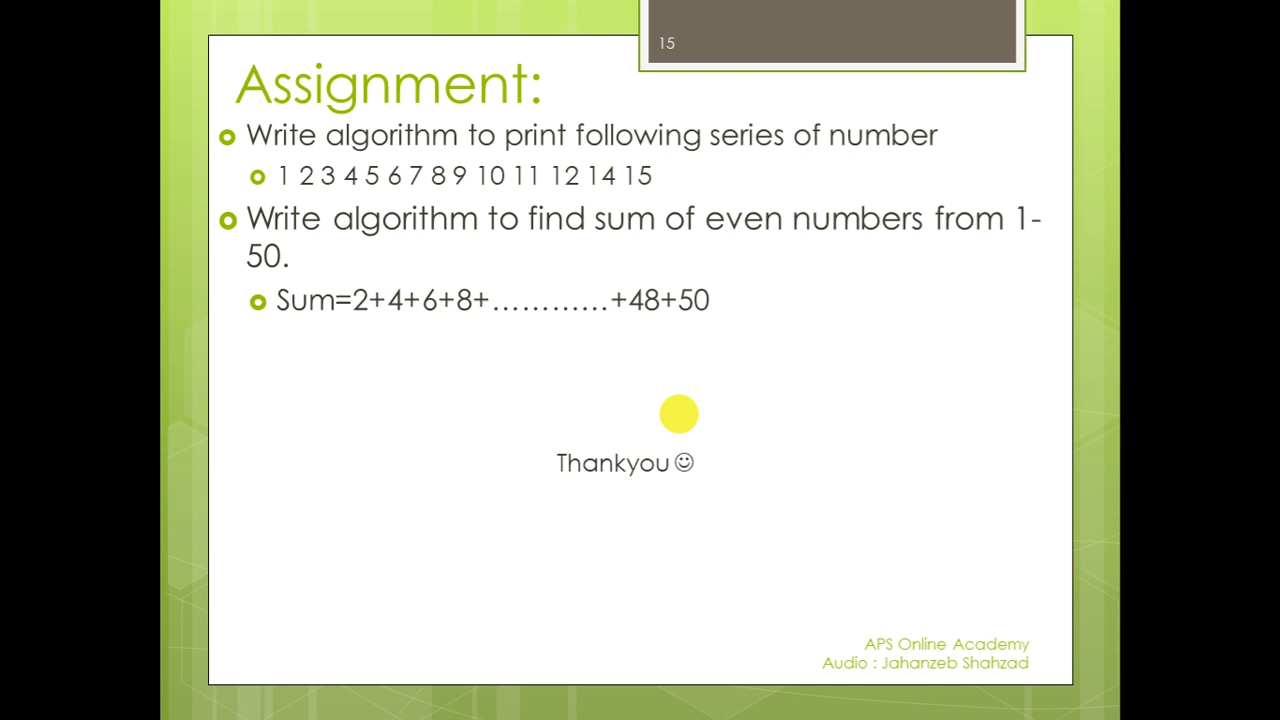 15
Assignment:
Write algorithm to print following series of number
1 2 3 4 5 6 7 8 9 10 11 12 14 15
Write algorithm to find sum of even numbers from 1-
50.
Sum=2+4+6+8+…………+48+50
Thankyou☺
APS Online Academy
Audio : Jahanzeb Shahzad